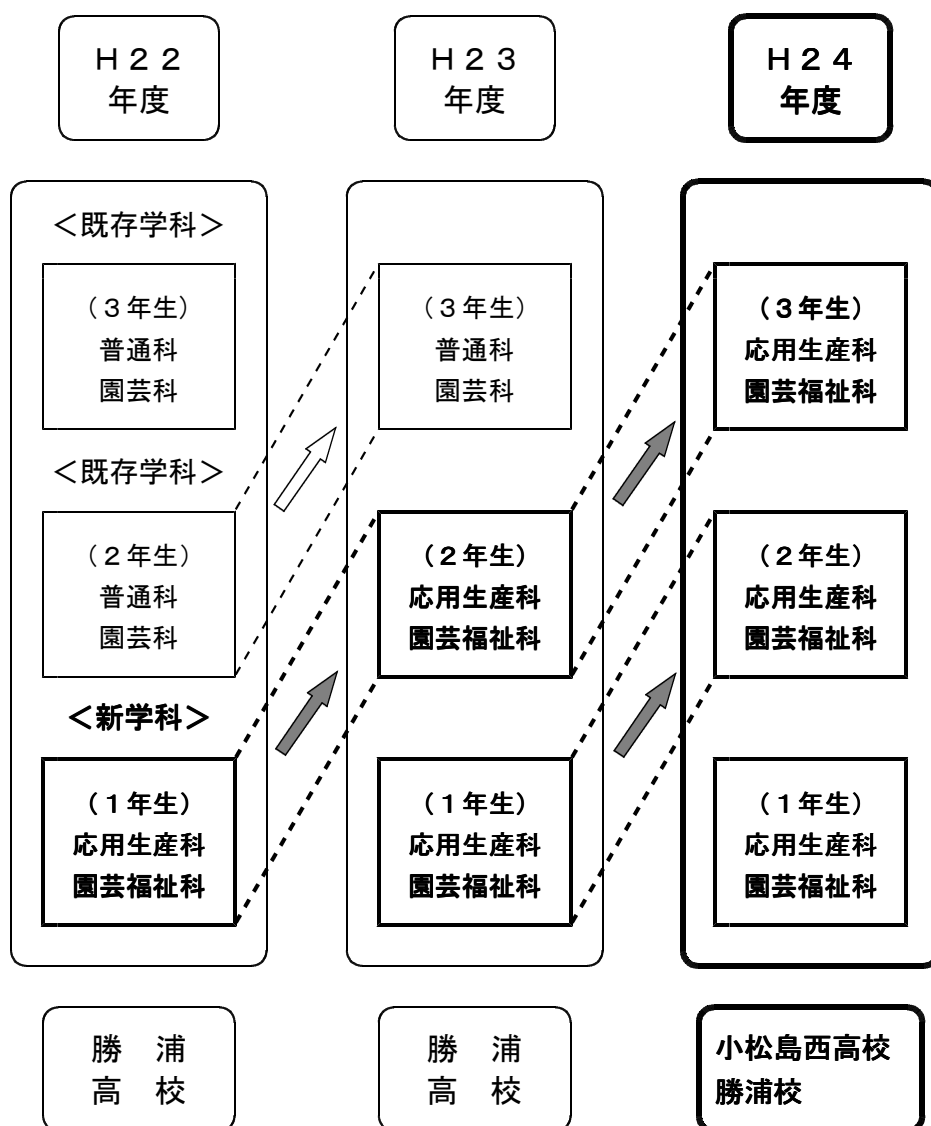 Ｈ２２
年度
Ｈ２３
年度
Ｈ２４
年度
＜既存学科＞
（３年生）
普通科
園芸科
＜既存学科＞
（２年生）
普通科
園芸科
＜新学科＞
（１年生）
応用生産科
園芸福祉科
（３年生）
普通科
園芸科
（２年生）
応用生産科
園芸福祉科
（１年生）
応用生産科
園芸福祉科
（３年生）
応用生産科
園芸福祉科
（２年生）
応用生産科
園芸福祉科
（１年生）
応用生産科
園芸福祉科
勝　浦
高　校
勝　浦
高　校
小松島西高校
勝浦校